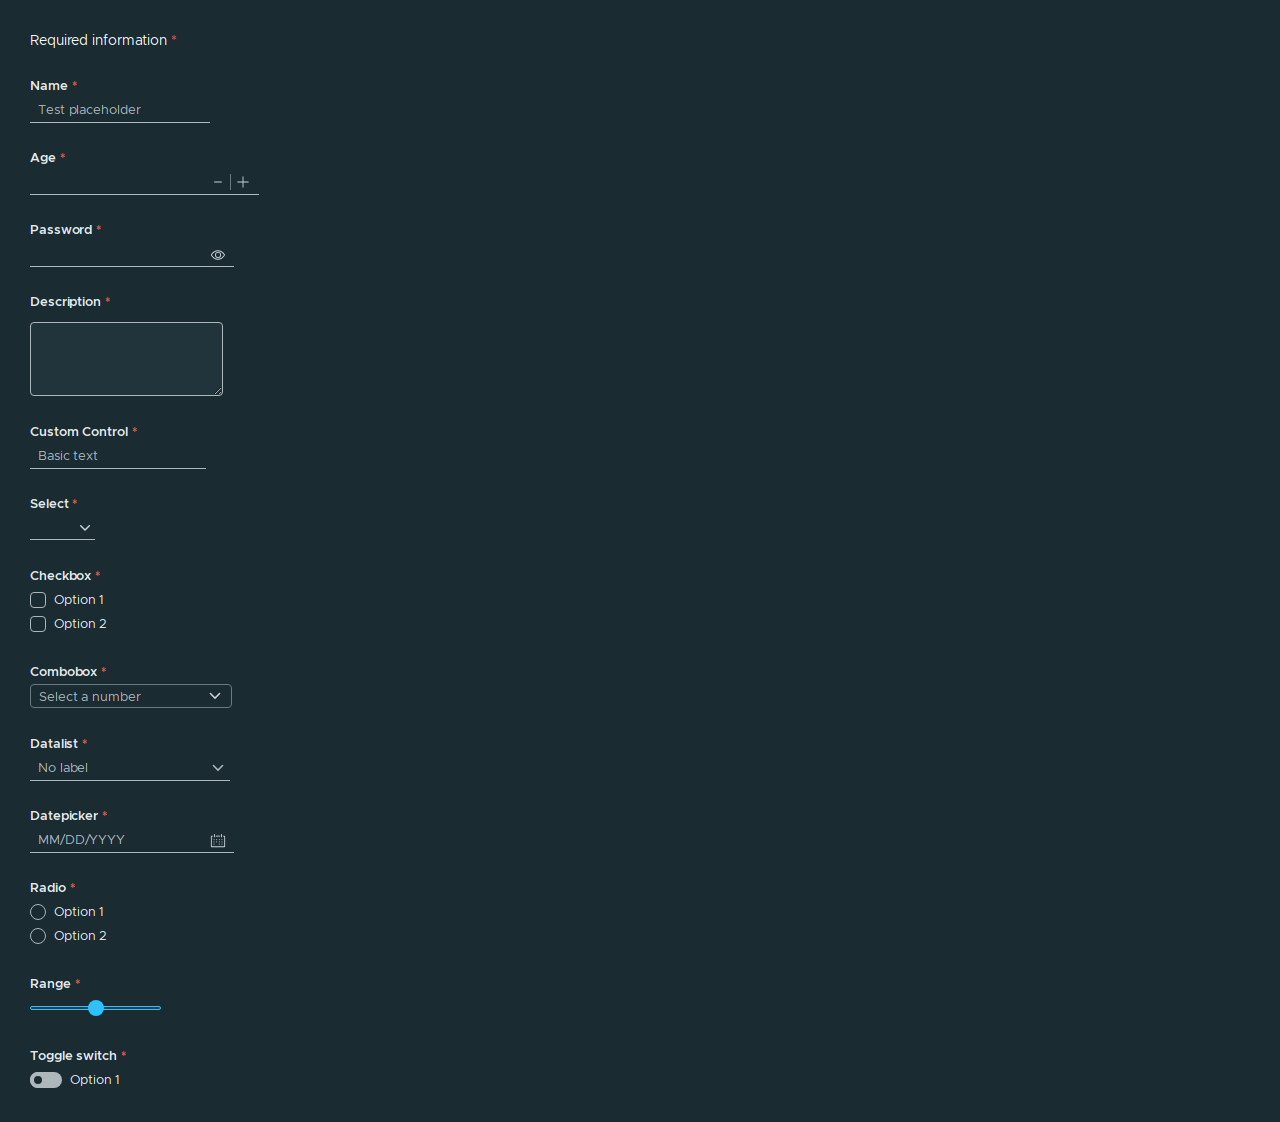 Required information *
Name *
Test placeholder
Age *
Password *
Description *
Custom Control *
Basic text
Select *
Checkbox *
Option 1
Option 2
Combobox *
Select a number
Datalist *
No label
Datepicker *
MM/DD/YYYY
Radio *
Option 1
Option 2
Range *
Toggle switch *
Option 1